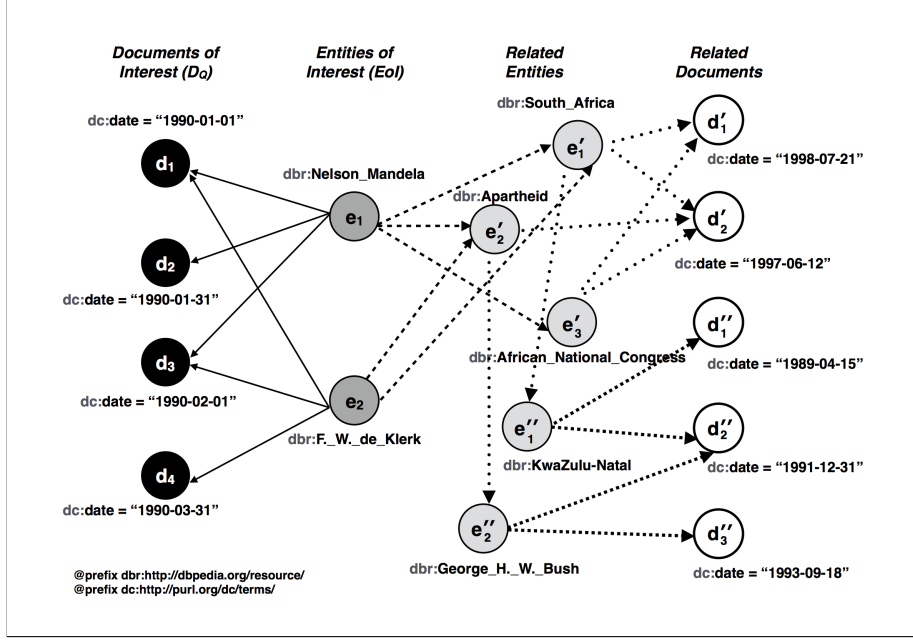 Documents of
Interest (DQ)
Entities of
Interest (EoI)
Related
Entities
Related
Documents
dc:date = “1990-01-01”
d1
d2
dc:date = “1990-01-31”
d3
dc:date = “1990-02-01”
d4
dc:date = “1990-03-31”
dbr:Nelson_Mandela
e1
e2
dbr:F._W._de_Klerk
dbr:South_Africa
e′1
dbr:Apartheid
e′2
e′3
dbr:African_National_Congress
e′′1
dbr:KwaZulu-Natal
e′′2
dbr:George_H._W._Bush
d′1
dc:date = “1998-07-21”
d′2
dc:date = “1997-06-12”
d′′1
dc:date = “1989-04-15”
d′′2
dc:date = “1991-12-31”
d′′3
dc:date = “1993-09-18”
@prefix dbr:http://dbpedia.org/resource/
@prefix dc:http://purl.org/dc/terms/